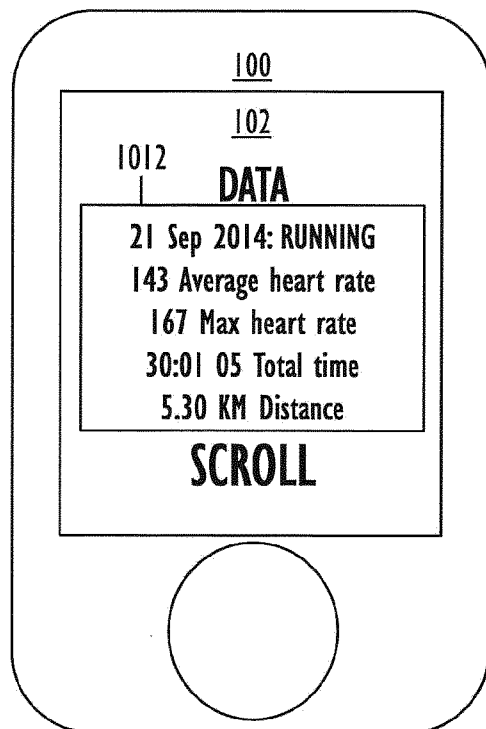 100
102
1012
DATA
21 Sep 2014: RUNNING
143 Average heart rate
167 Max heart rate
30:01 05 Total time
5.30 KM Distance
SCROLL